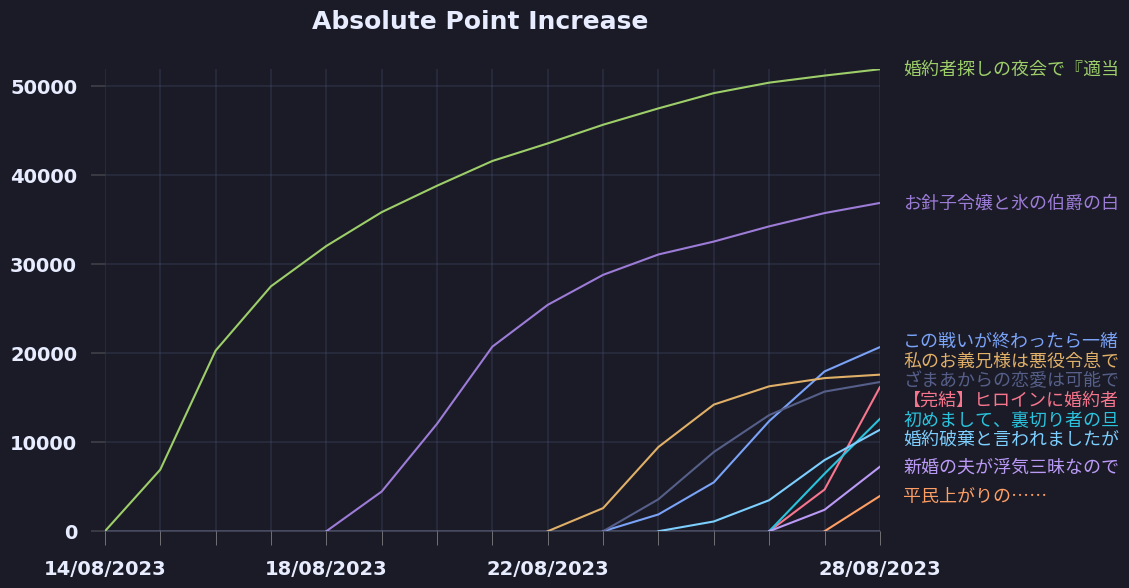 Absolute Point Increase
50000
40000
30000
20000
10000
0
14/08/2023
18/08/2023
22/08/2023
28/08/2023
婚約者探しの夜会で『適当
お針子令嬢と氷の伯爵の白
この戦いが終わったら一緒
私のお義兄様は悪役令息で
ざまあからの恋愛は可能で
【完結】ヒロインに婚約者
初めまして、裏切り者の旦
婚約破棄と言われましたが
新婚の夫が浮気三昧なので
平民上がりの……